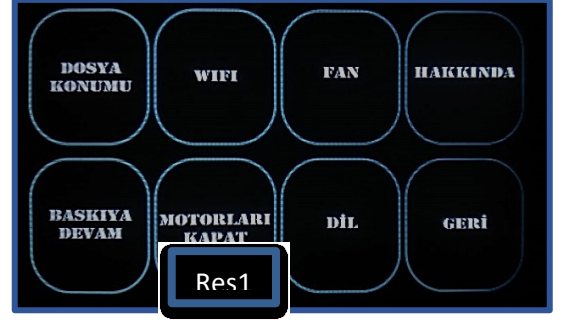 DOSYA
KONUMU
WIFI
FAN
HAKKINDA
BASKIYA
DEVAM
MOTORLARI
KAPAT
DİL
GERİ
Res1